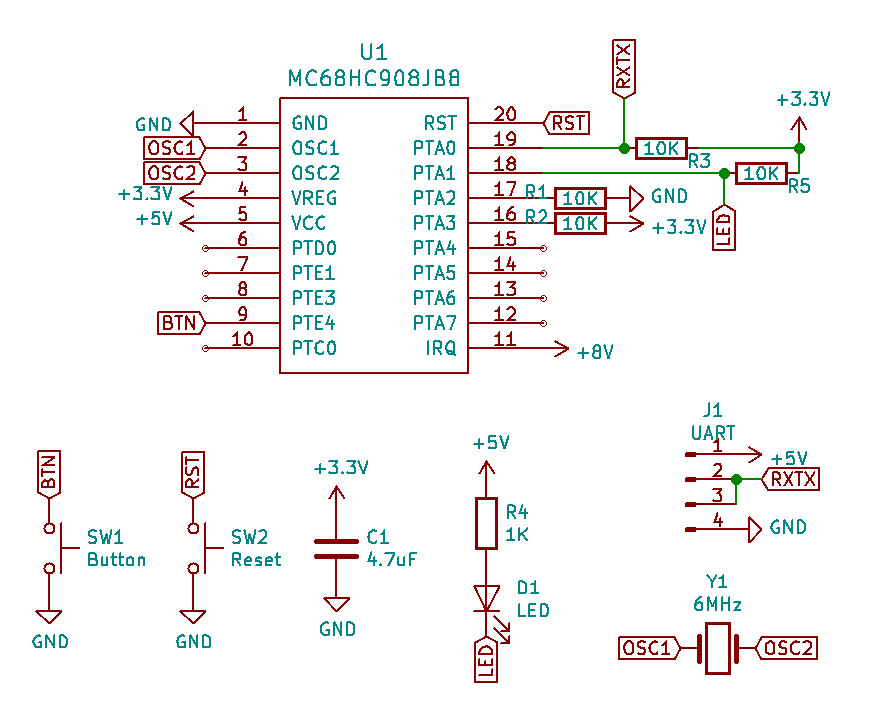 U1
MC68HC908JB8
RXTX
+3.3V
GND 1 GND RST 20 RST
OSC1 2 OSC1 PTA0 19 10K R3
OSC2 3 OSC2 PTA1 18 10K R5
+3.3V 4 VREG PTA2 17 R1 10K GND
+5V 5 VCC PTA3 16 R2 10K +3.3V
LED
6 PTD0 PTA4 15
7 PTE1 PTA5 14
8 PTE3 PTA6 13
BTN 9 PTE4 PTA7 12
10 PTC0 IRQ 11 +8V
BTN
SW1
Button
GND
RST
SW2
Reset
GND
+3.3V
C1
4.7uF
GND
+5V
R4
1K
D1
LED
LED
J1
UART
1 +5V
2 RXTX
3
4 GND
Y1
6MHz
OSC1 OSC2